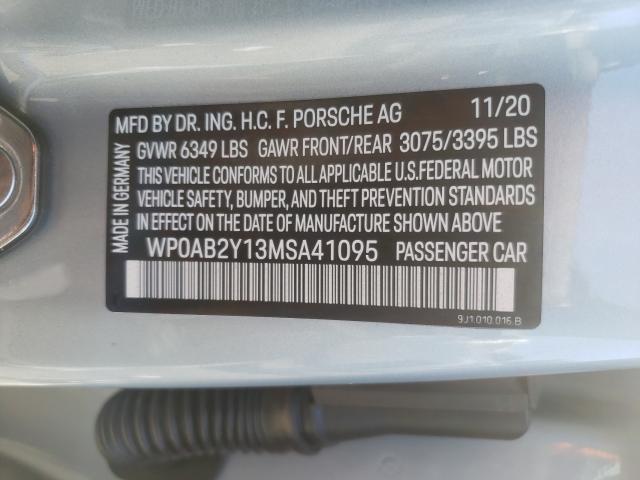 MFD BY DR. ING. H.C. F. PORSCHE AG 11/20
GVWR 6349 LBS GAWR FRONT/REAR 3075/3395 LBS
THIS VEHICLE CONFORMS TO ALL APPLICABLE U.S.FEDERAL MOTOR
VEHICLE SAFETY, BUMPER, AND THEFT PREVENTION STANDARDS
IN EFFECT ON THE DATE OF MANUFACTURE SHOWN ABOVE
WP0AB2Y13MSA41095 PASSENGER CAR
MADE IN GERMANY
9J1.010.016.B